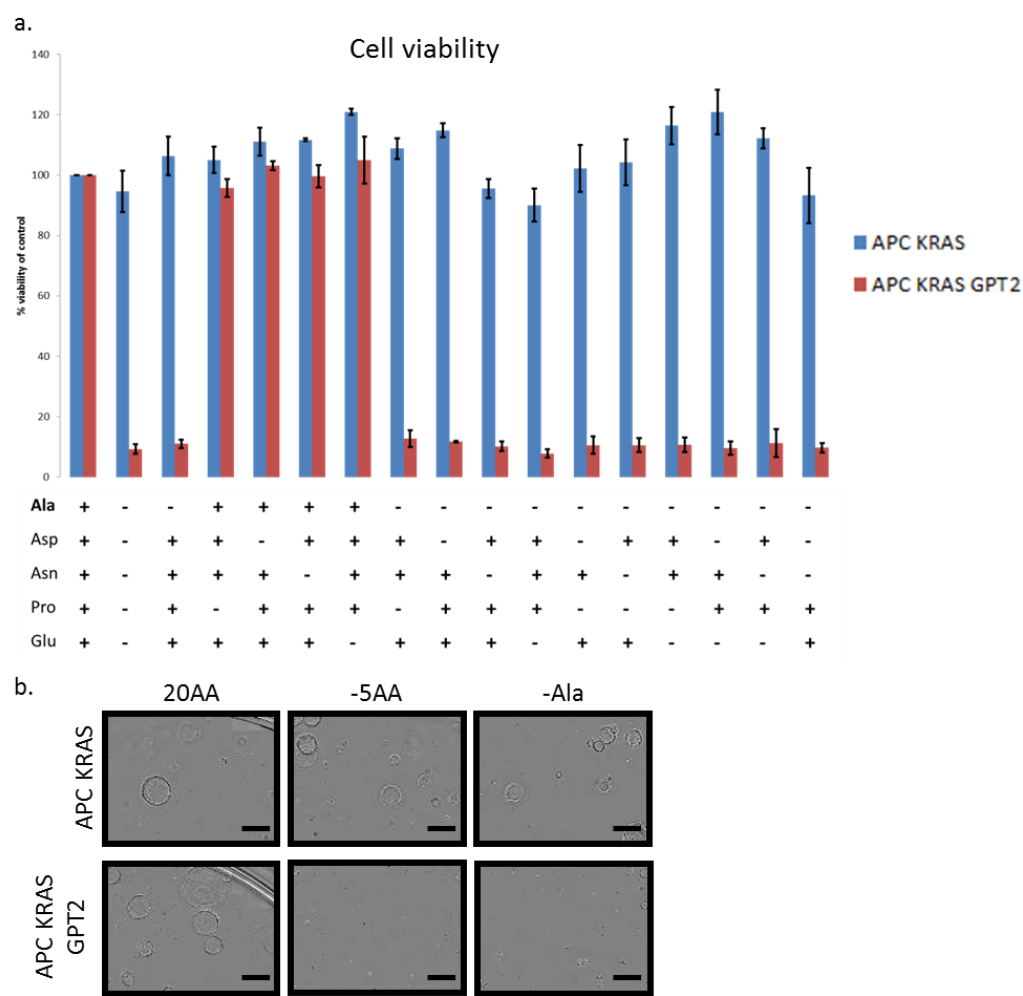 a.
Cell viability
140
120
100
80
60
40
20
0
% viability of control
APC KRAS
APC KRAS GPT2
Ala + - - + + + + - - - - - - - - - -
Asp + - + + - + + + - + + - + + - + -
Asn + - + + + - + + + - + + - + + - -
Pro + - + - + + + - + + + - - - + + +
Glu + - + + + + - + + + - + + - - - +
b.
20AA -5AA -Ala
APC KRAS
APC KRAS
GPT2